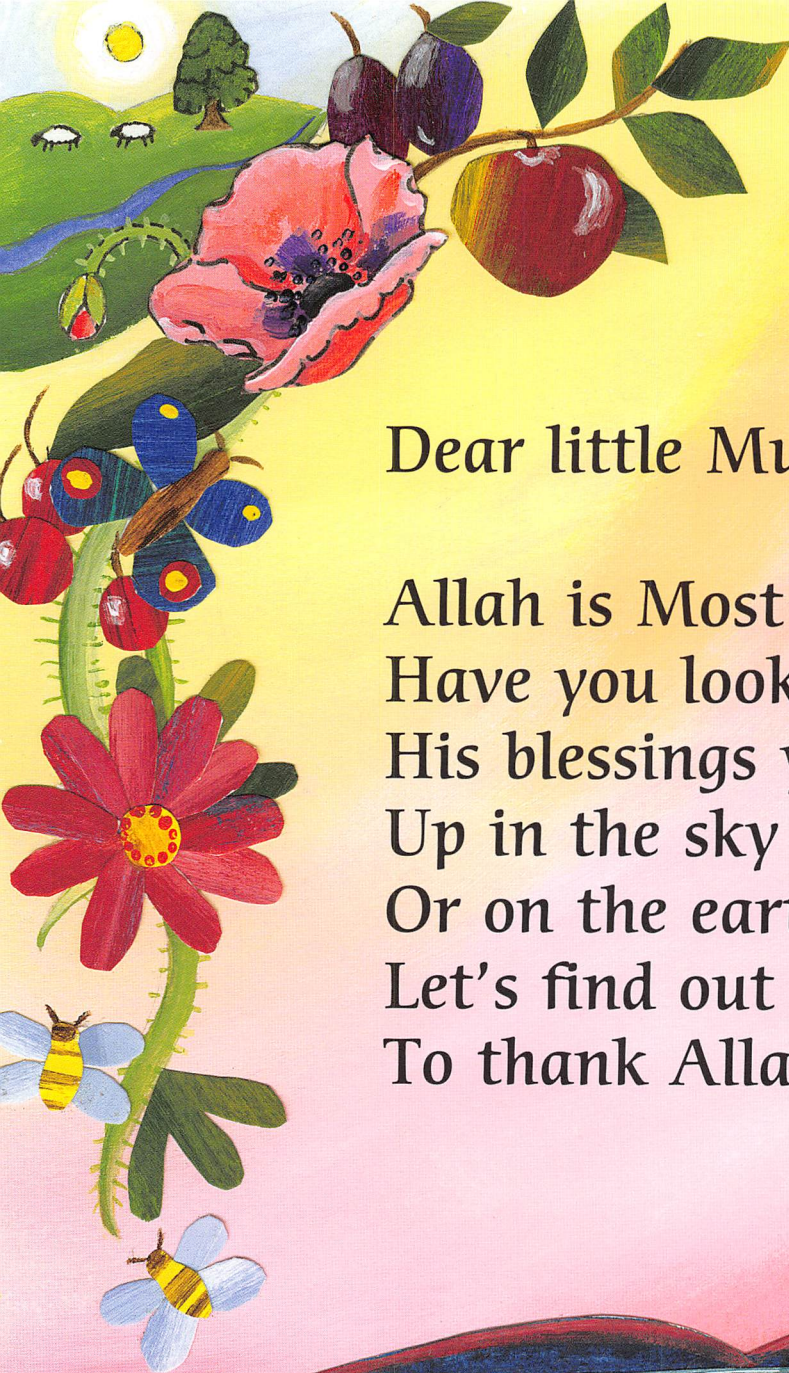 Dear little Mu
Allah is Most
Have you look
His blessings y
Up in the sky
Or on the eart
Let's find out
To thank Alla